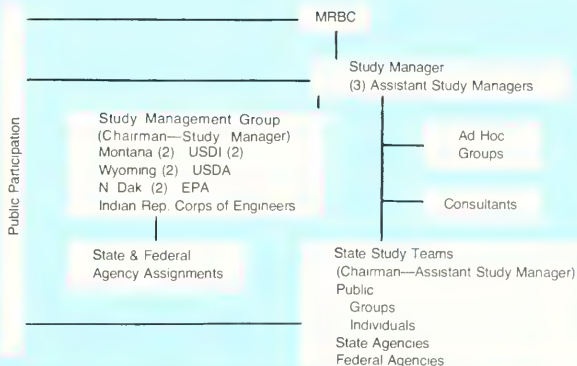 MRBC
Study Manager
(3) Assistant Study Managers
Public Participation
Study Management Group
(Chairman—Study Manager)
Montana (2) USDI (2)
Wyoming (2) USDA
N Dak (2) EPA
Indian Rep. Corps of Engineers
Ad Hoc
Groups
Consultants
State & Federal
Agency Assignments
State Study Teams
(Chairman—Assistant Study Manager)
Public
Groups
Individuals
State Agencies
Federal Agencies